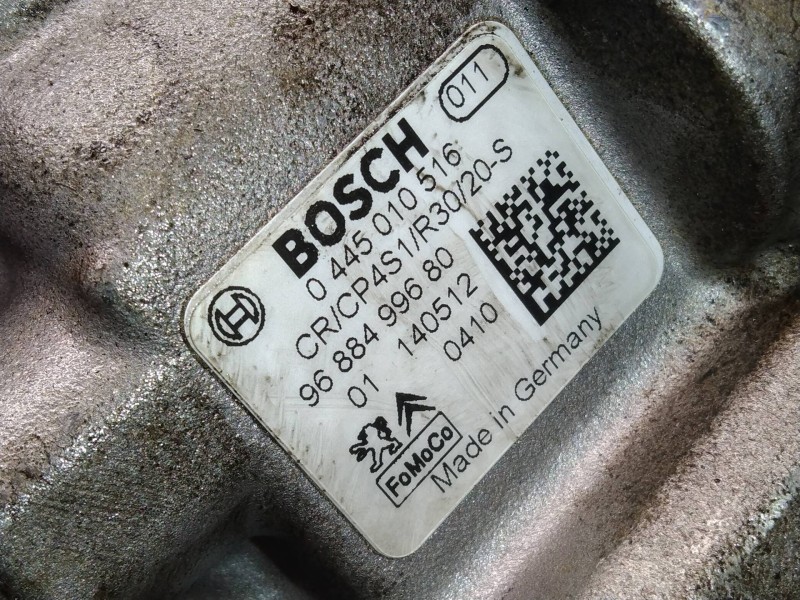 011
BOSCH
0 445 010 516
CR/CP4S1/R30/20-S
96 884 996 80
01 140512
0410
FoMoCo
Made in Germany